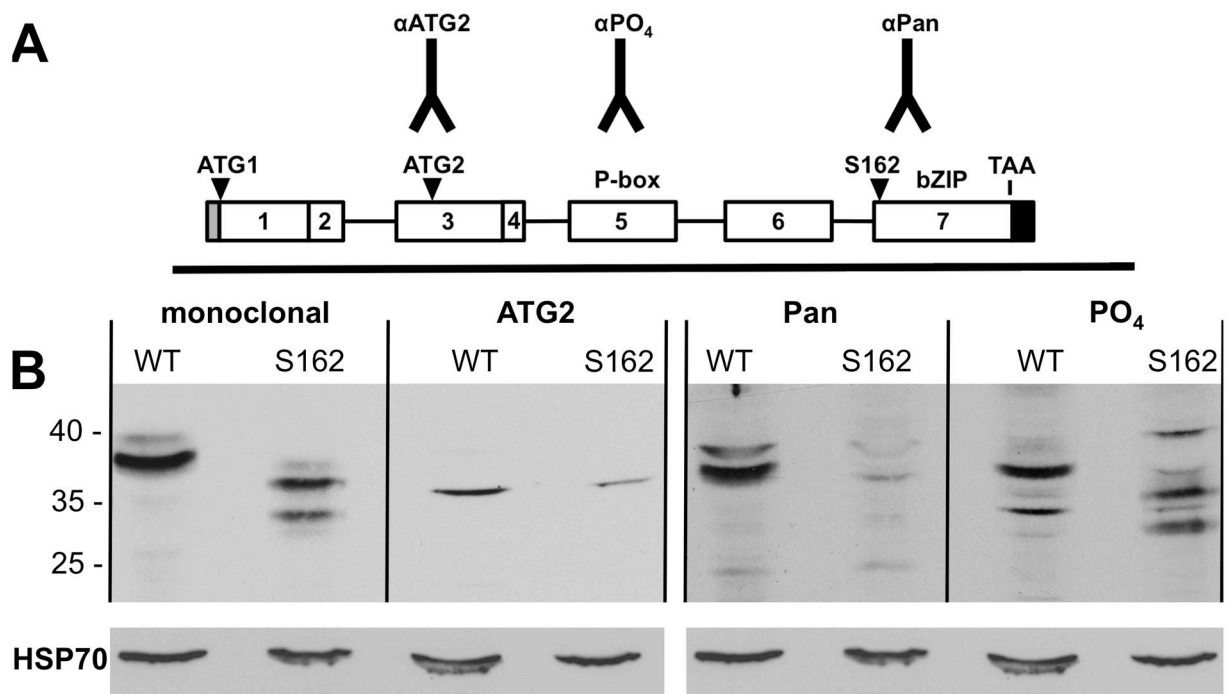 A
αATG2 αPO₄ αPan
ATG1 ATG2 P-box S162 bZIP TAA
1 2 3 4 5 6 7
monoclonal ATG2 Pan PO₄
B WT S162 WT S162 WT S162 WT S162
40 -
35 -
25 -
HSP70